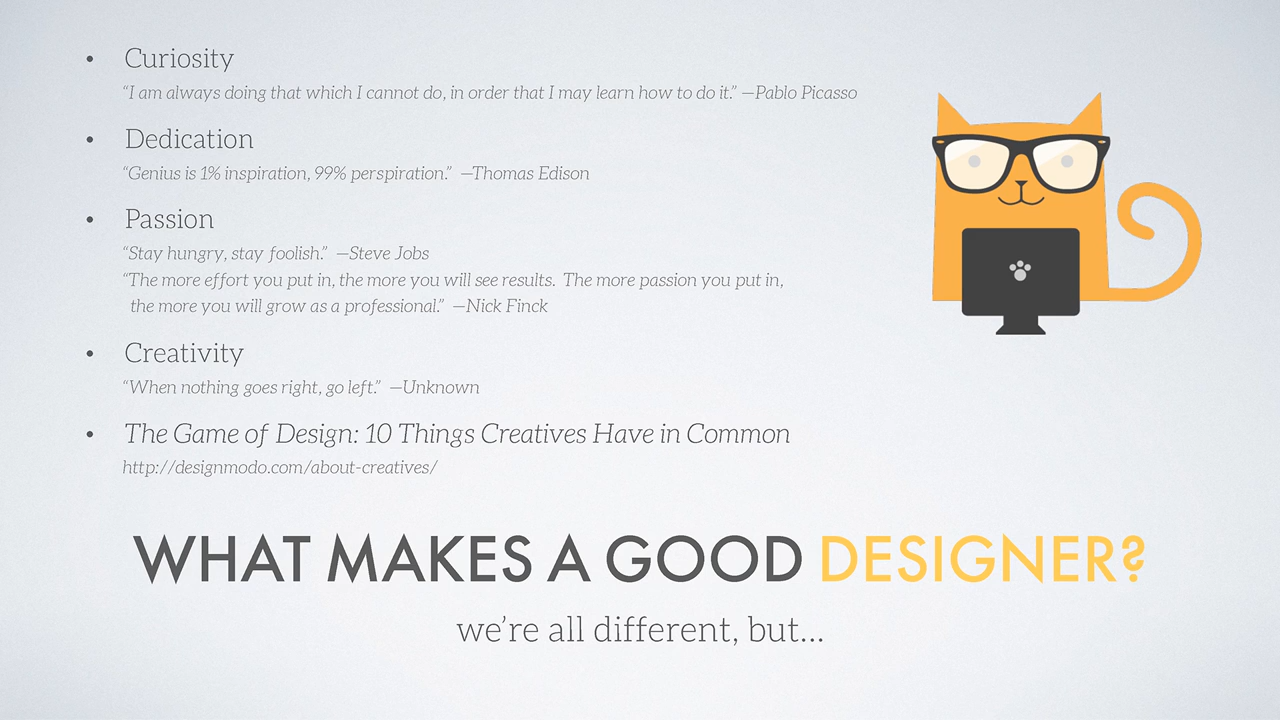 • Curiosity
“I am always doing that which I cannot do, in order that I may learn how to do it.” —Pablo Picasso
• Dedication
“Genius is 1% inspiration, 99% perspiration.” —Thomas Edison
• Passion
“Stay hungry, stay foolish.” —Steve Jobs
“The more effort you put in, the more you will see results. The more passion you put in,
the more you will grow as a professional.” —Nick Finck
• Creativity
“When nothing goes right, go left.” —Unknown
• The Game of Design: 10 Things Creatives Have in Common
http://designmodo.com/about-creatives/
WHAT MAKES A GOOD DESIGNER?
we’re all different, but...